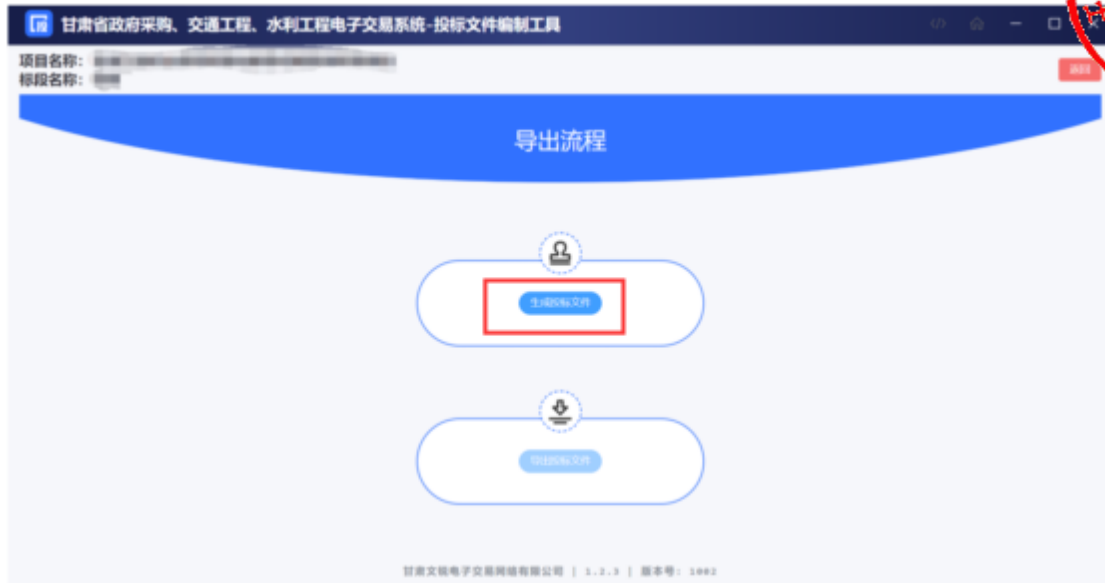 投 甘肃省政府采购、交通工程、水利工程电子交易系统-投标文件编制工具
项目名称:
标段名称:
返回
导出流程
生成投标文件
导出投标文件
甘肃文锐电子交易网络有限公司 | 1.2.3 | 版本号: 1002